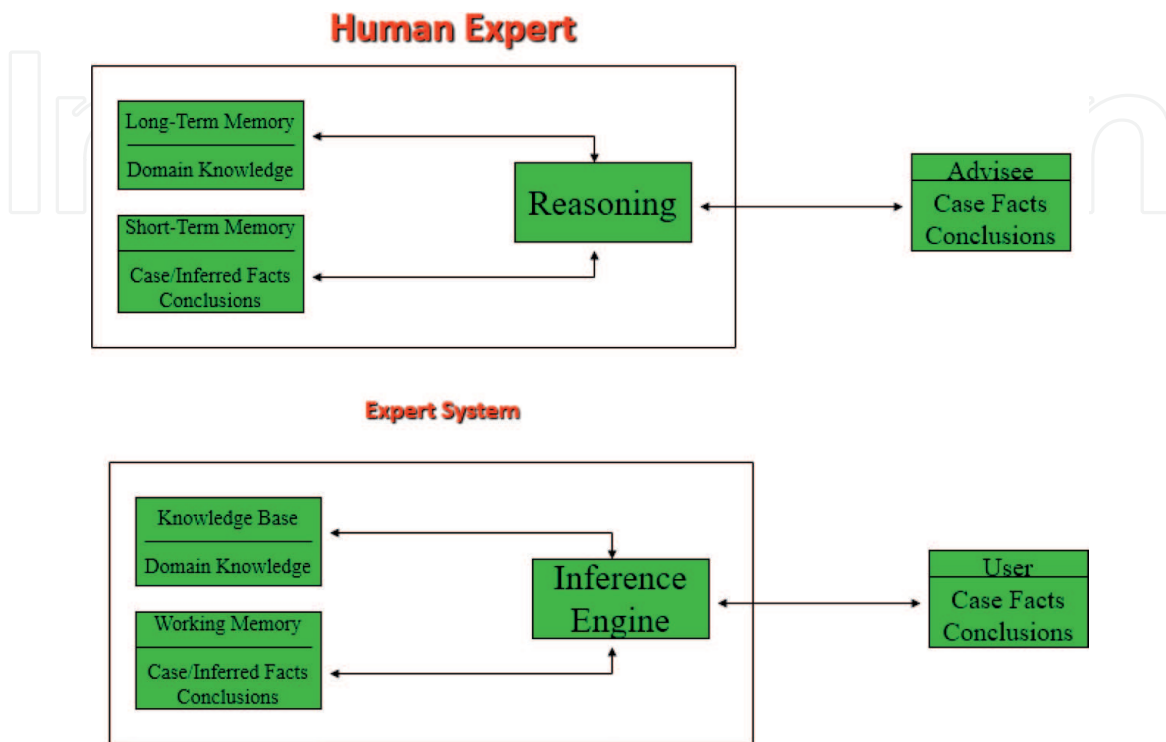 Human Expert
Long-Term Memory
Domain Knowledge
Short-Term Memory
Case/Inferred Facts
Conclusions
Reasoning
Advisee
Case Facts
Conclusions
Expert System
Knowledge Base
Domain Knowledge
Working Memory
Case/Inferred Facts
Conclusions
Inference
Engine
User
Case Facts
Conclusions